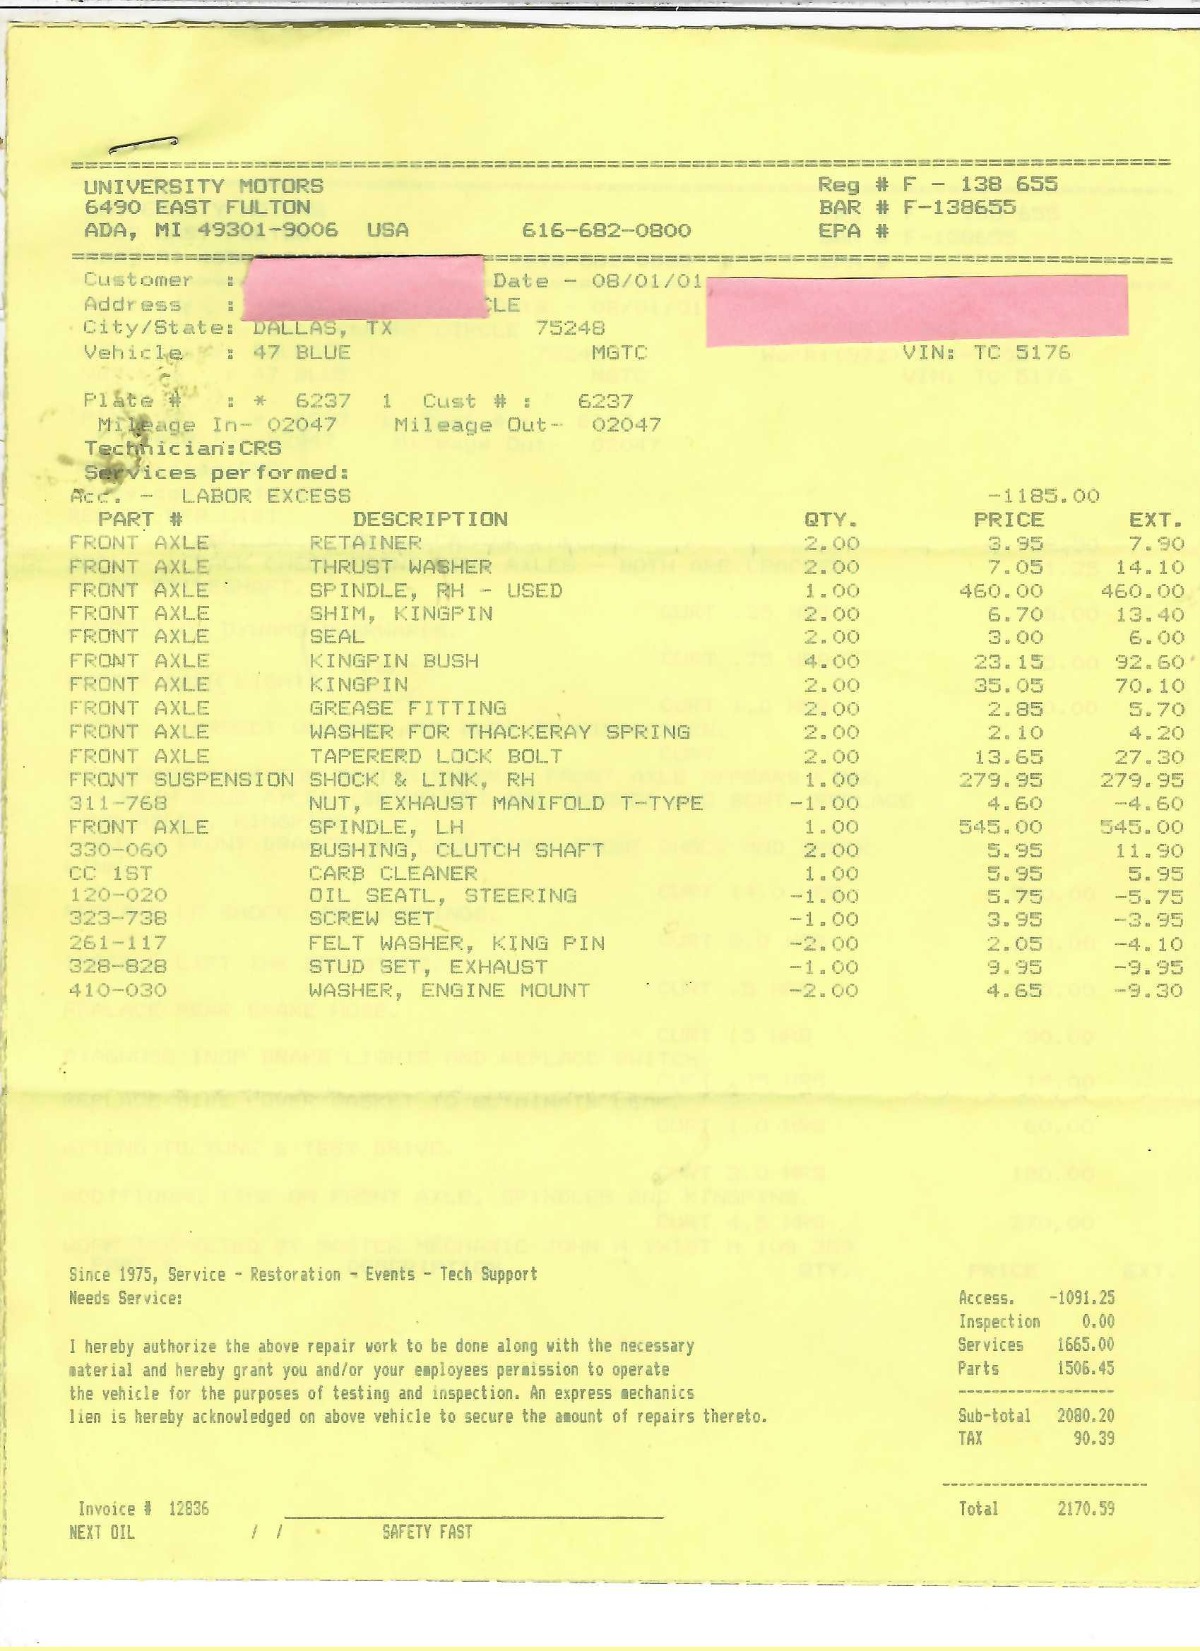 UNIVERSITY MOTORS Reg # F - 138 655
6490 EAST FULTON BAR # F-138655
ADA, MI 49301-9006 USA 616-682-0800 EPA #
Customer : Date - 08/01/01
Address : CLE
City/State: DALLAS, TX 75248
Vehicle : 47 BLUE MGTC VIN: TC 5176
Plate # : * 6237 1 Cust # : 6237
Mileage In- 02047 Mileage Out- 02047
Technician:CRS
Services performed:
Acc. - LABOR EXCESS -1185.00
PART # DESCRIPTION QTY. PRICE EXT.
FRONT AXLE RETAINER 2.00 3.95 7.90
FRONT AXLE THRUST WASHER 2.00 7.05 14.10
FRONT AXLE SPINDLE, RH - USED 1.00 460.00 460.00
FRONT AXLE SHIM, KINGPIN 2.00 6.70 13.40
FRONT AXLE SEAL 2.00 3.00 6.00
FRONT AXLE KINGPIN BUSH 4.00 23.15 92.60
FRONT AXLE KINGPIN 2.00 35.05 70.10
FRONT AXLE GREASE FITTING 2.00 2.85 5.70
FRONT AXLE WASHER FOR THACKERAY SPRING 2.00 2.10 4.20
FRONT AXLE TAPERERD LOCK BOLT 2.00 13.65 27.30
FRONT SUSPENSION SHOCK & LINK, RH 1.00 279.95 279.95
311-768 NUT, EXHAUST MANIFOLD T-TYPE -1.00 4.60 -4.60
FRONT AXLE SPINDLE, LH 1.00 545.00 545.00
330-060 BUSHING, CLUTCH SHAFT 2.00 5.95 11.90
CC 1ST CARB CLEANER 1.00 5.95 5.95
120-020 OIL SEATL, STEERING -1.00 5.75 -5.75
323-738 SCREW SET -1.00 3.95 -3.95
261-117 FELT WASHER, KING PIN -2.00 2.05 -4.10
328-828 STUD SET, EXHAUST -1.00 9.95 -9.95
410-030 WASHER, ENGINE MOUNT -2.00 4.65 -9.30
Since 1975, Service - Restoration - Events - Tech Support
Needs Service: Access. -1091.25
Inspection 0.00
I hereby authorize the above repair work to be done along with the necessary Services 1665.00
material and hereby grant you and/or your employees permission to operate Parts 1506.45
the vehicle for the purposes of testing and inspection. An express mechanics
lien is hereby acknowledged on above vehicle to secure the amount of repairs thereto. Sub-total 2080.20
TAX 90.39
Invoice # 12836 Total 2170.59
NEXT OIL / / SAFETY FAST